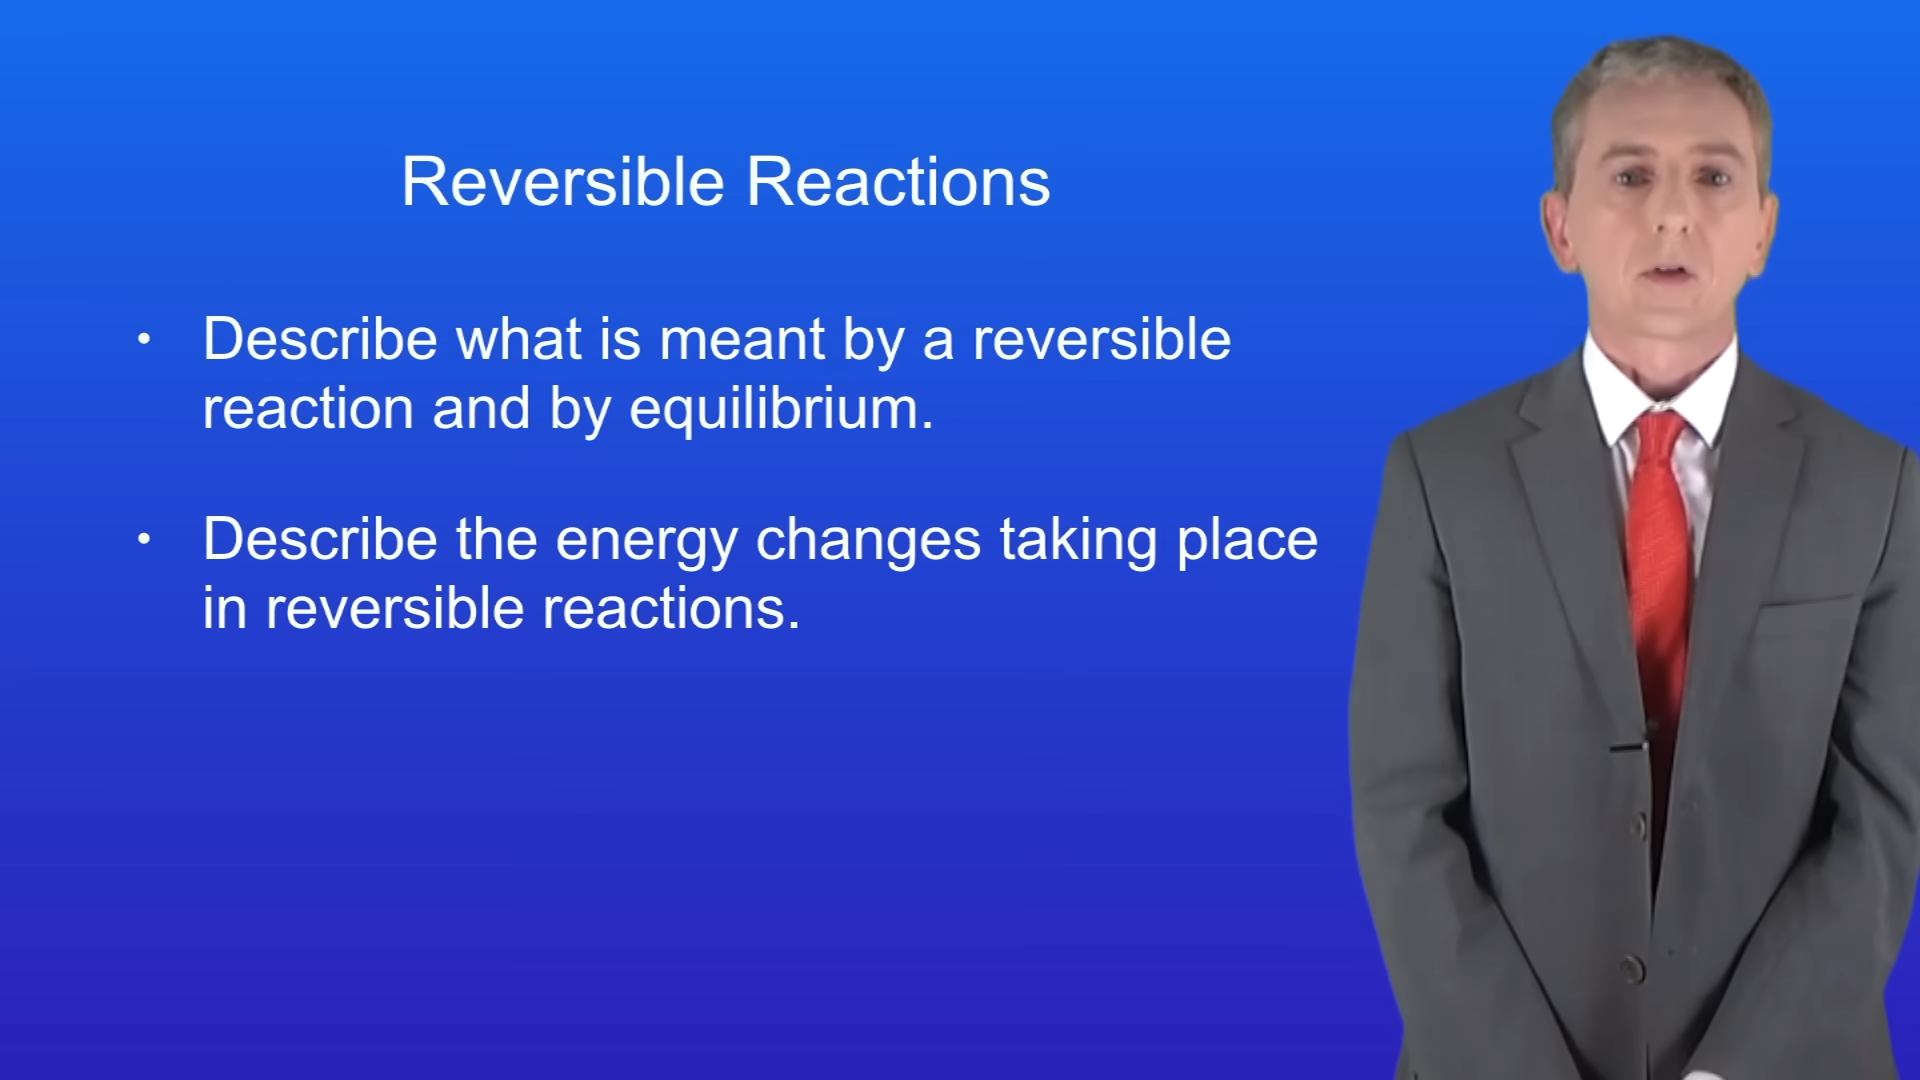 Reversible Reactions
• Describe what is meant by a reversible
reaction and by equilibrium.
• Describe the energy changes taking place
in reversible reactions.